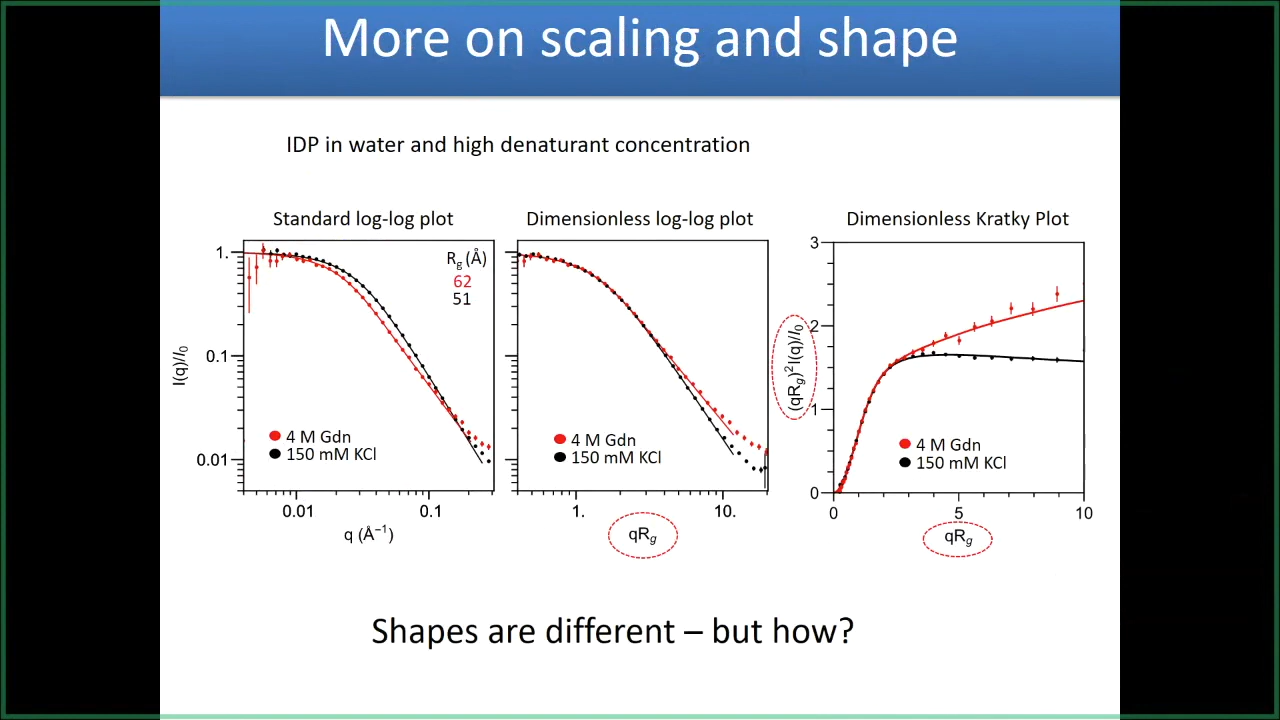 More on scaling and shape
IDP in water and high denaturant concentration
Standard log-log plot
1.
0.1
0.01
I(q)/I₀
Rg (Å)
62
51
4 M Gdn
150 mM KCl
0.01
0.1
q (Å⁻¹)
Dimensionless log-log plot
4 M Gdn
150 mM KCl
1.
10.
qRg
Dimensionless Kratky Plot
3
2
1
0
(qRg)²I(q)/I₀
4 M Gdn
150 mM KCl
0
5
10
qRg
Shapes are different – but how?